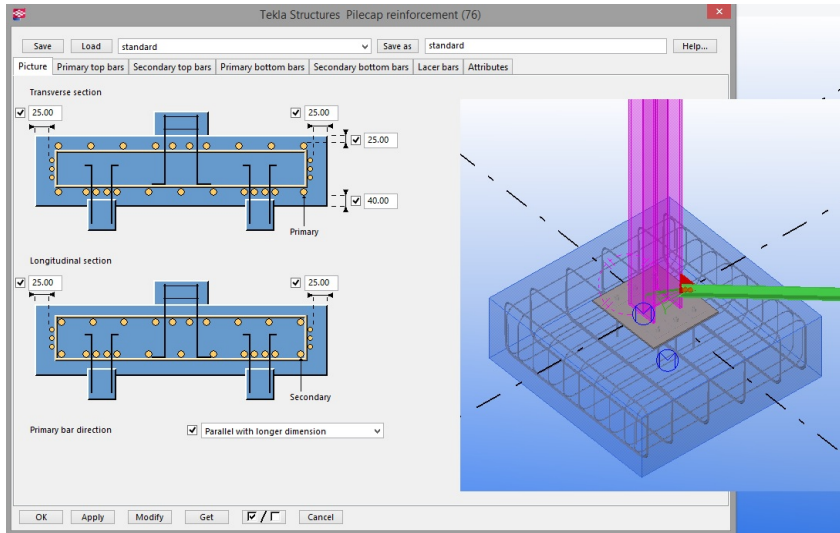 Tekla Structures Pilecap reinforcement (76)
Save Load standard Save as standard Help...
Picture Primary top bars Secondary top bars Primary bottom bars Secondary bottom bars Lacer bars Attributes
Transverse section
25.00 25.00
25.00
40.00
Primary
Longitudinal section
25.00 25.00
Secondary
Primary bar direction Parallel with longer dimension
OK Apply Modify Get / Cancel